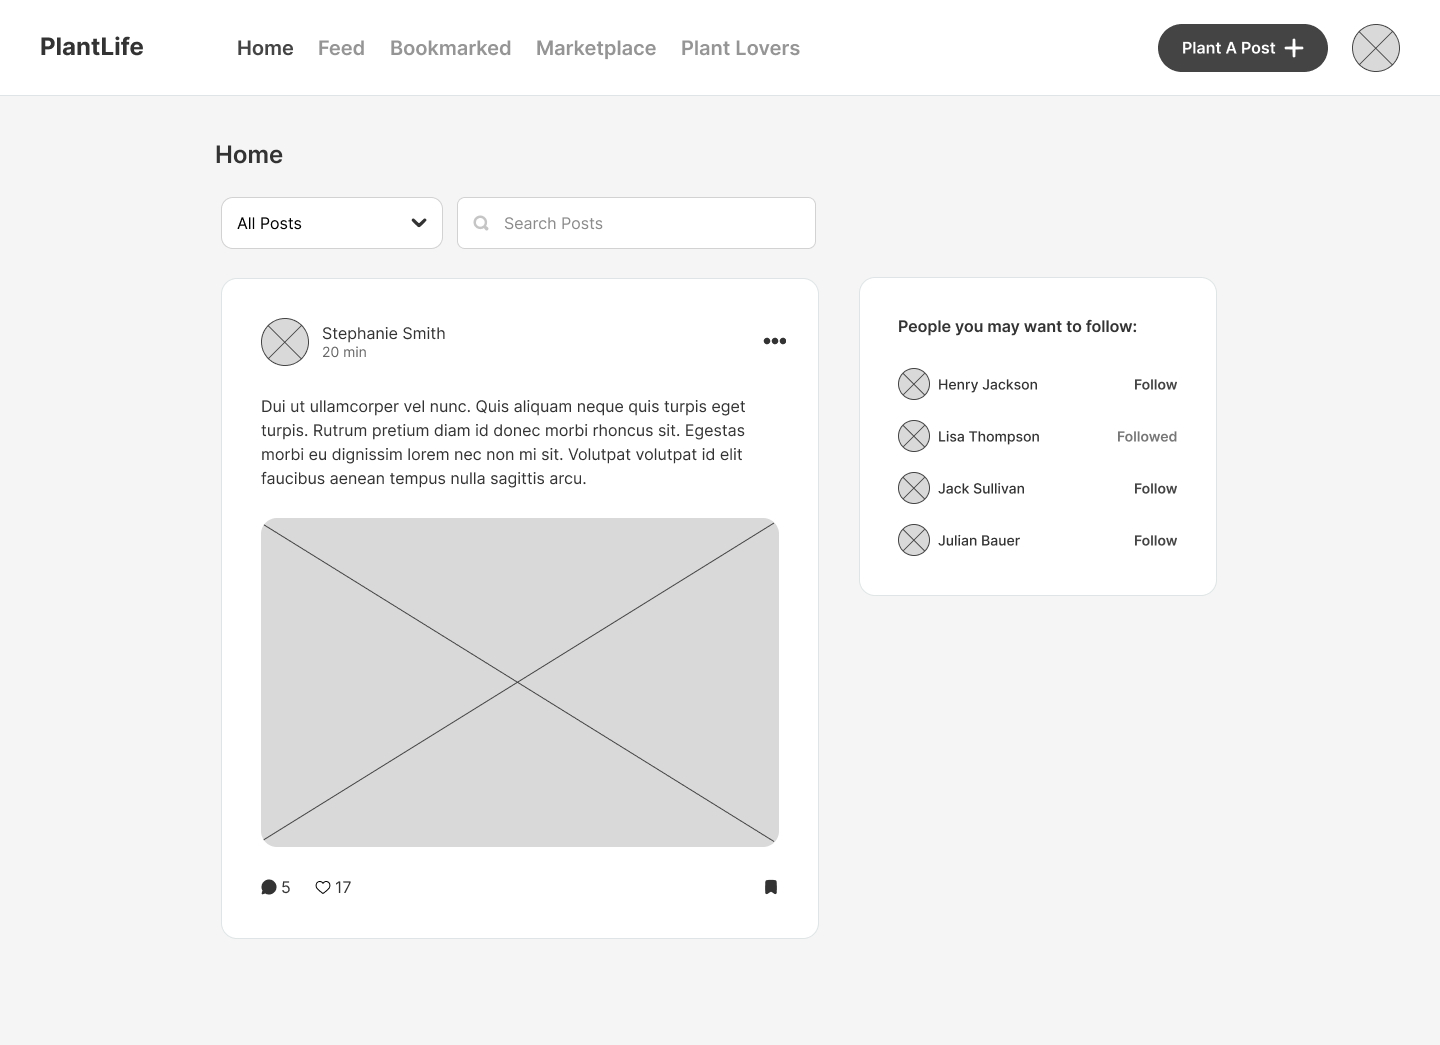 PlantLife
Home
Feed
Bookmarked
Marketplace
Plant Lovers
Plant A Post
Home
All Posts
Search Posts
Stephanie Smith
20 min
Dui ut ullamcorper vel nunc. Quis aliquam neque quis turpis eget
turpis. Rutrum pretium diam id donec morbi rhoncus sit. Egestas
morbi eu dignissim lorem nec non mi sit. Volutpat volutpat id elit
faucibus aenean tempus nulla sagittis arcu.
5
17
People you may want to follow:
Henry Jackson
Follow
Lisa Thompson
Followed
Jack Sullivan
Follow
Julian Bauer
Follow